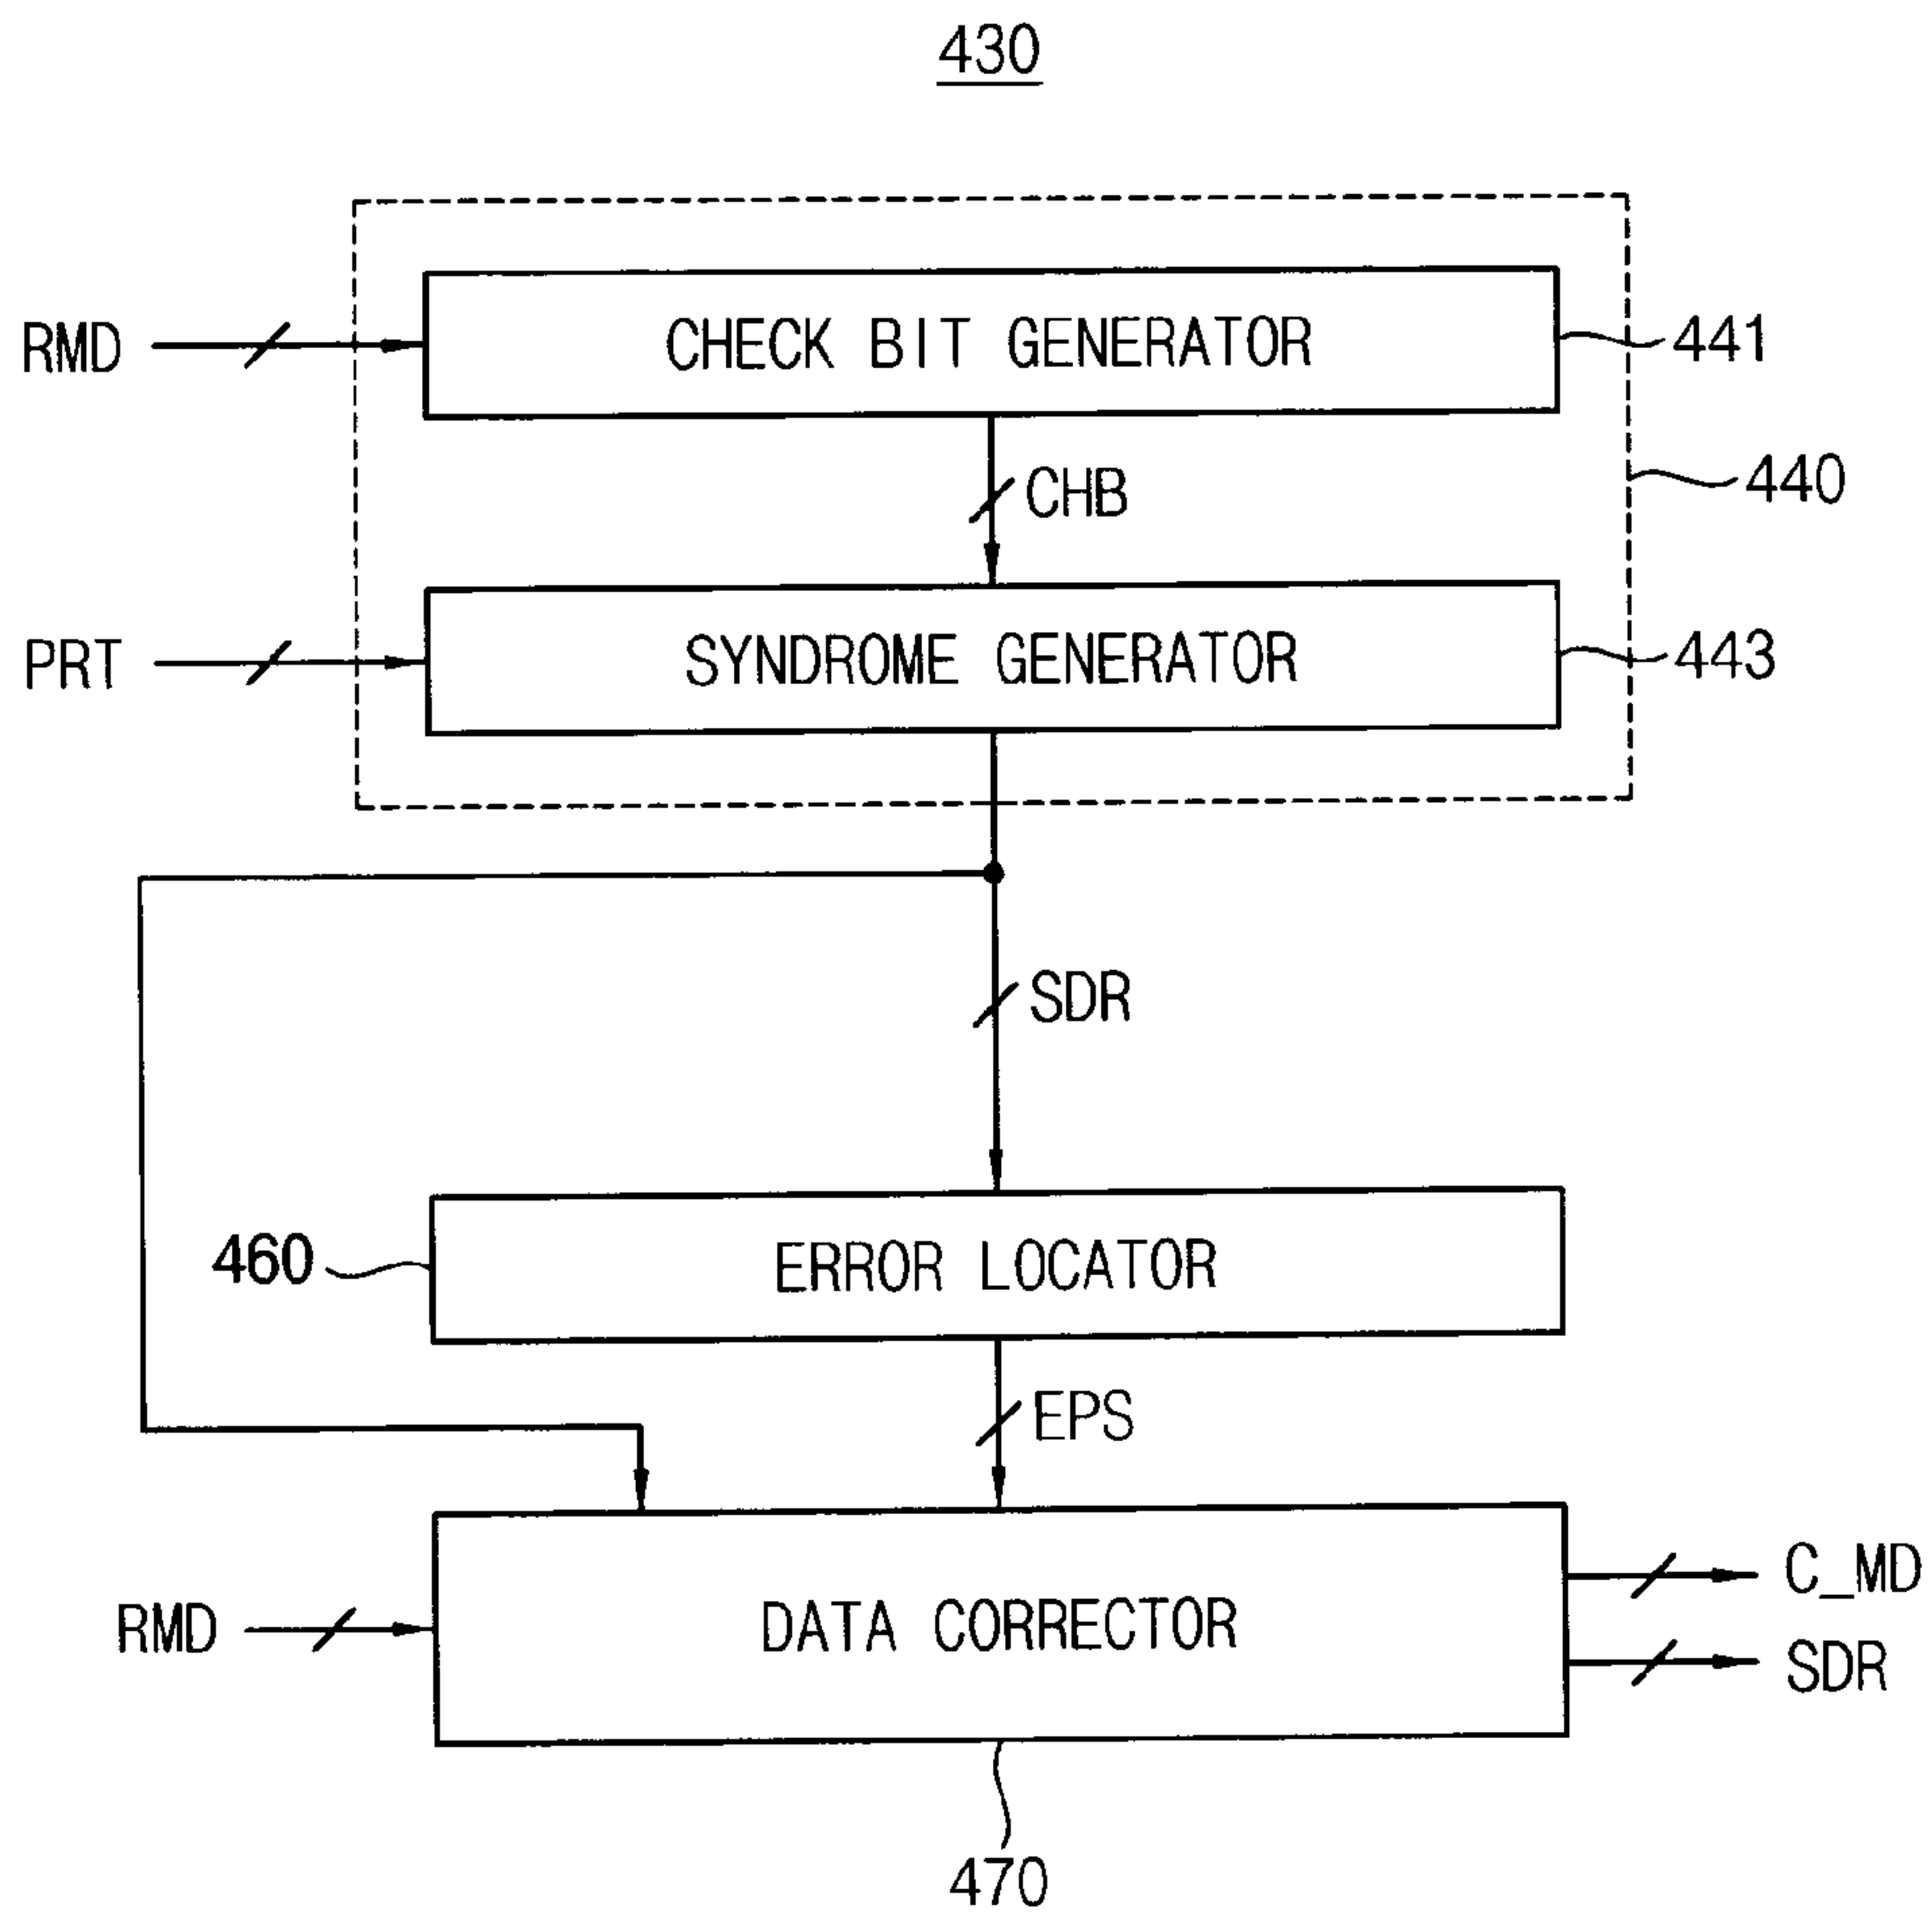 430
RMD
CHECK BIT GENERATOR
441
CHB
440
PRT
SYNDROME GENERATOR
443
SDR
460
ERROR LOCATOR
EPS
RMD
DATA CORRECTOR
C_MD
SDR
470